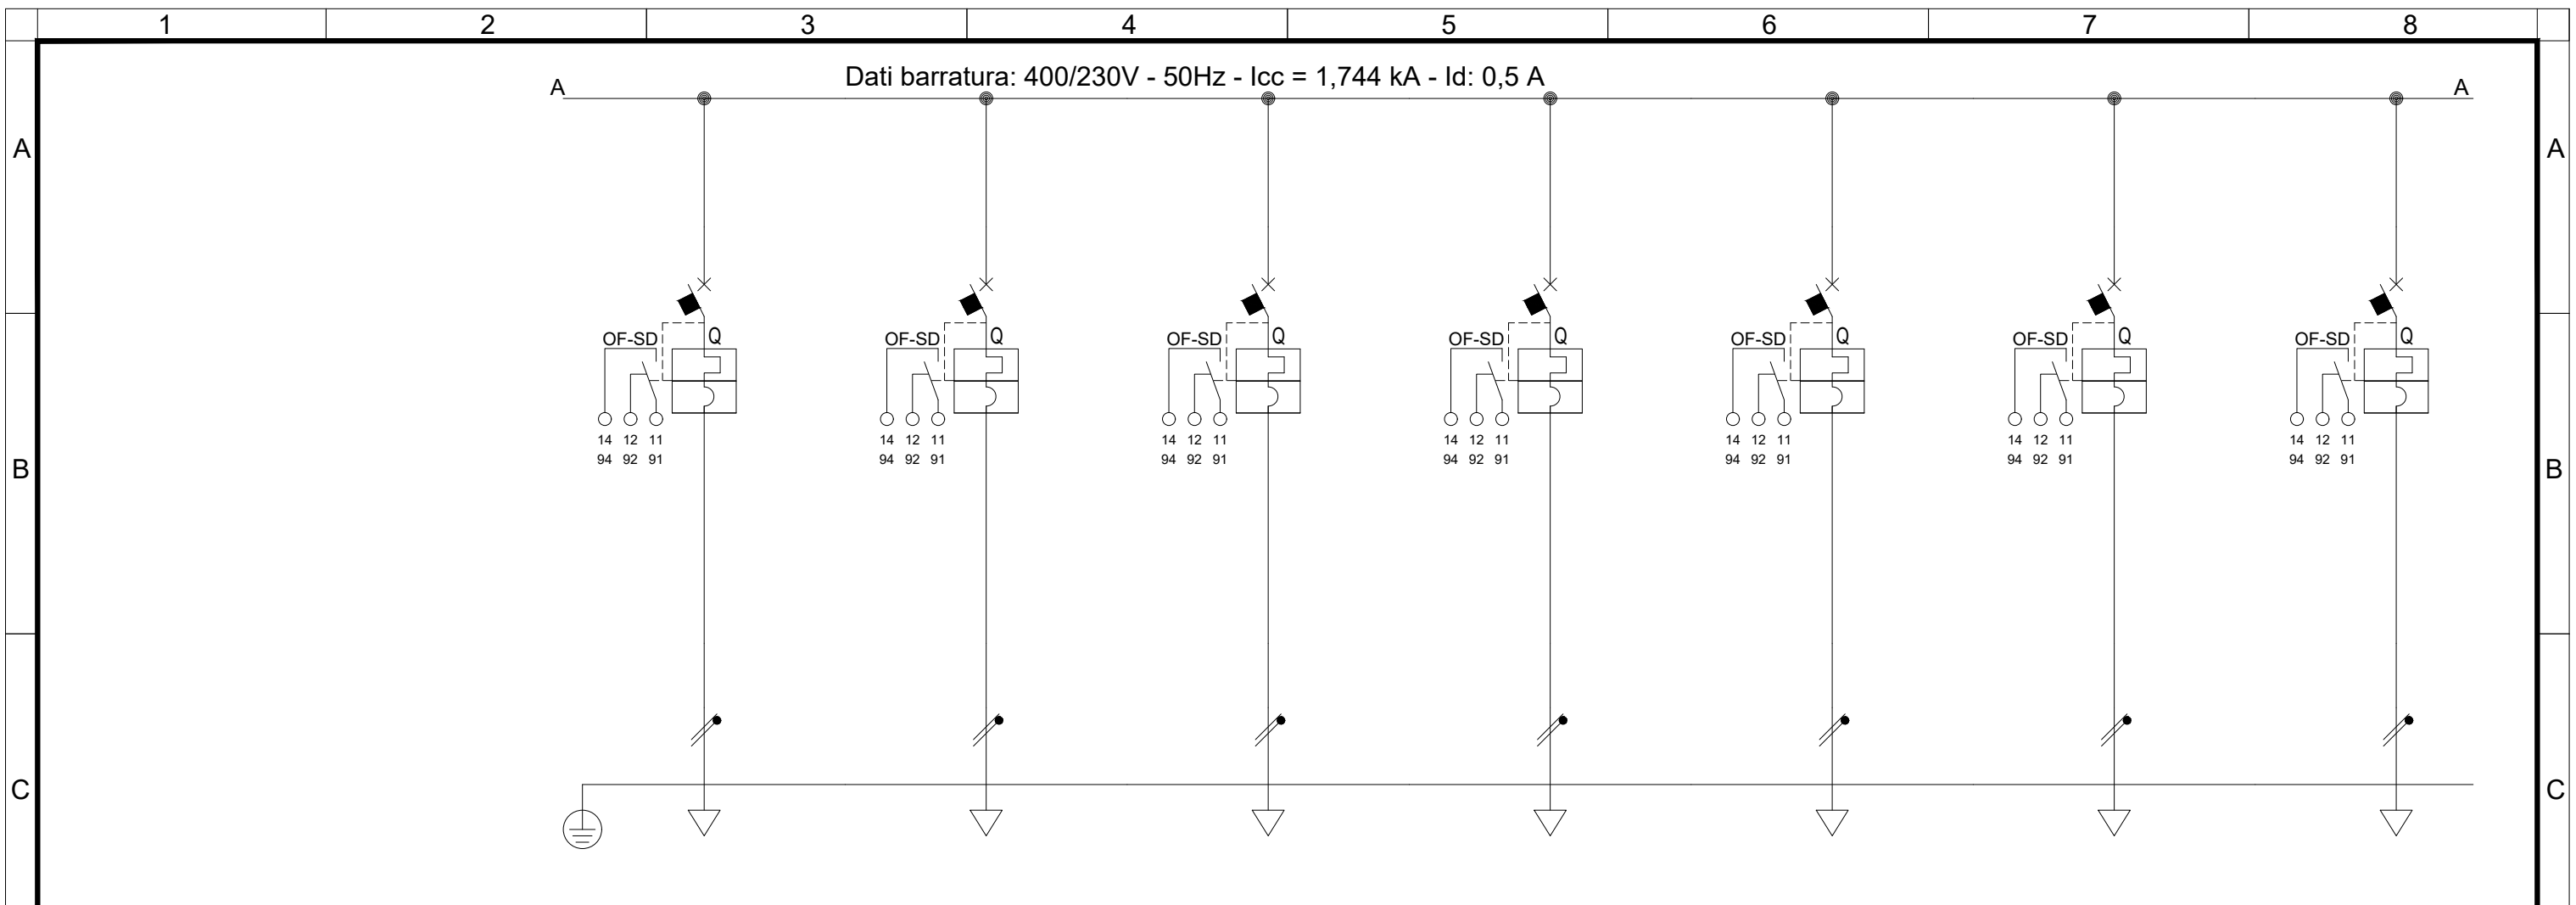 1 2 3 4 5 6 7 8
Dati barratura: 400/230V - 50Hz - Icc = 1,744 kA - Id: 0,5 A
A A
A A
OF-SD Q OF-SD Q OF-SD Q OF-SD Q OF-SD Q OF-SD Q OF-SD Q
14 12 11 14 12 11 14 12 11 14 12 11 14 12 11 14 12 11 14 12 11
94 92 91 94 92 91 94 92 91 94 92 91 94 92 91 94 92 91 94 92 91
B B
C C